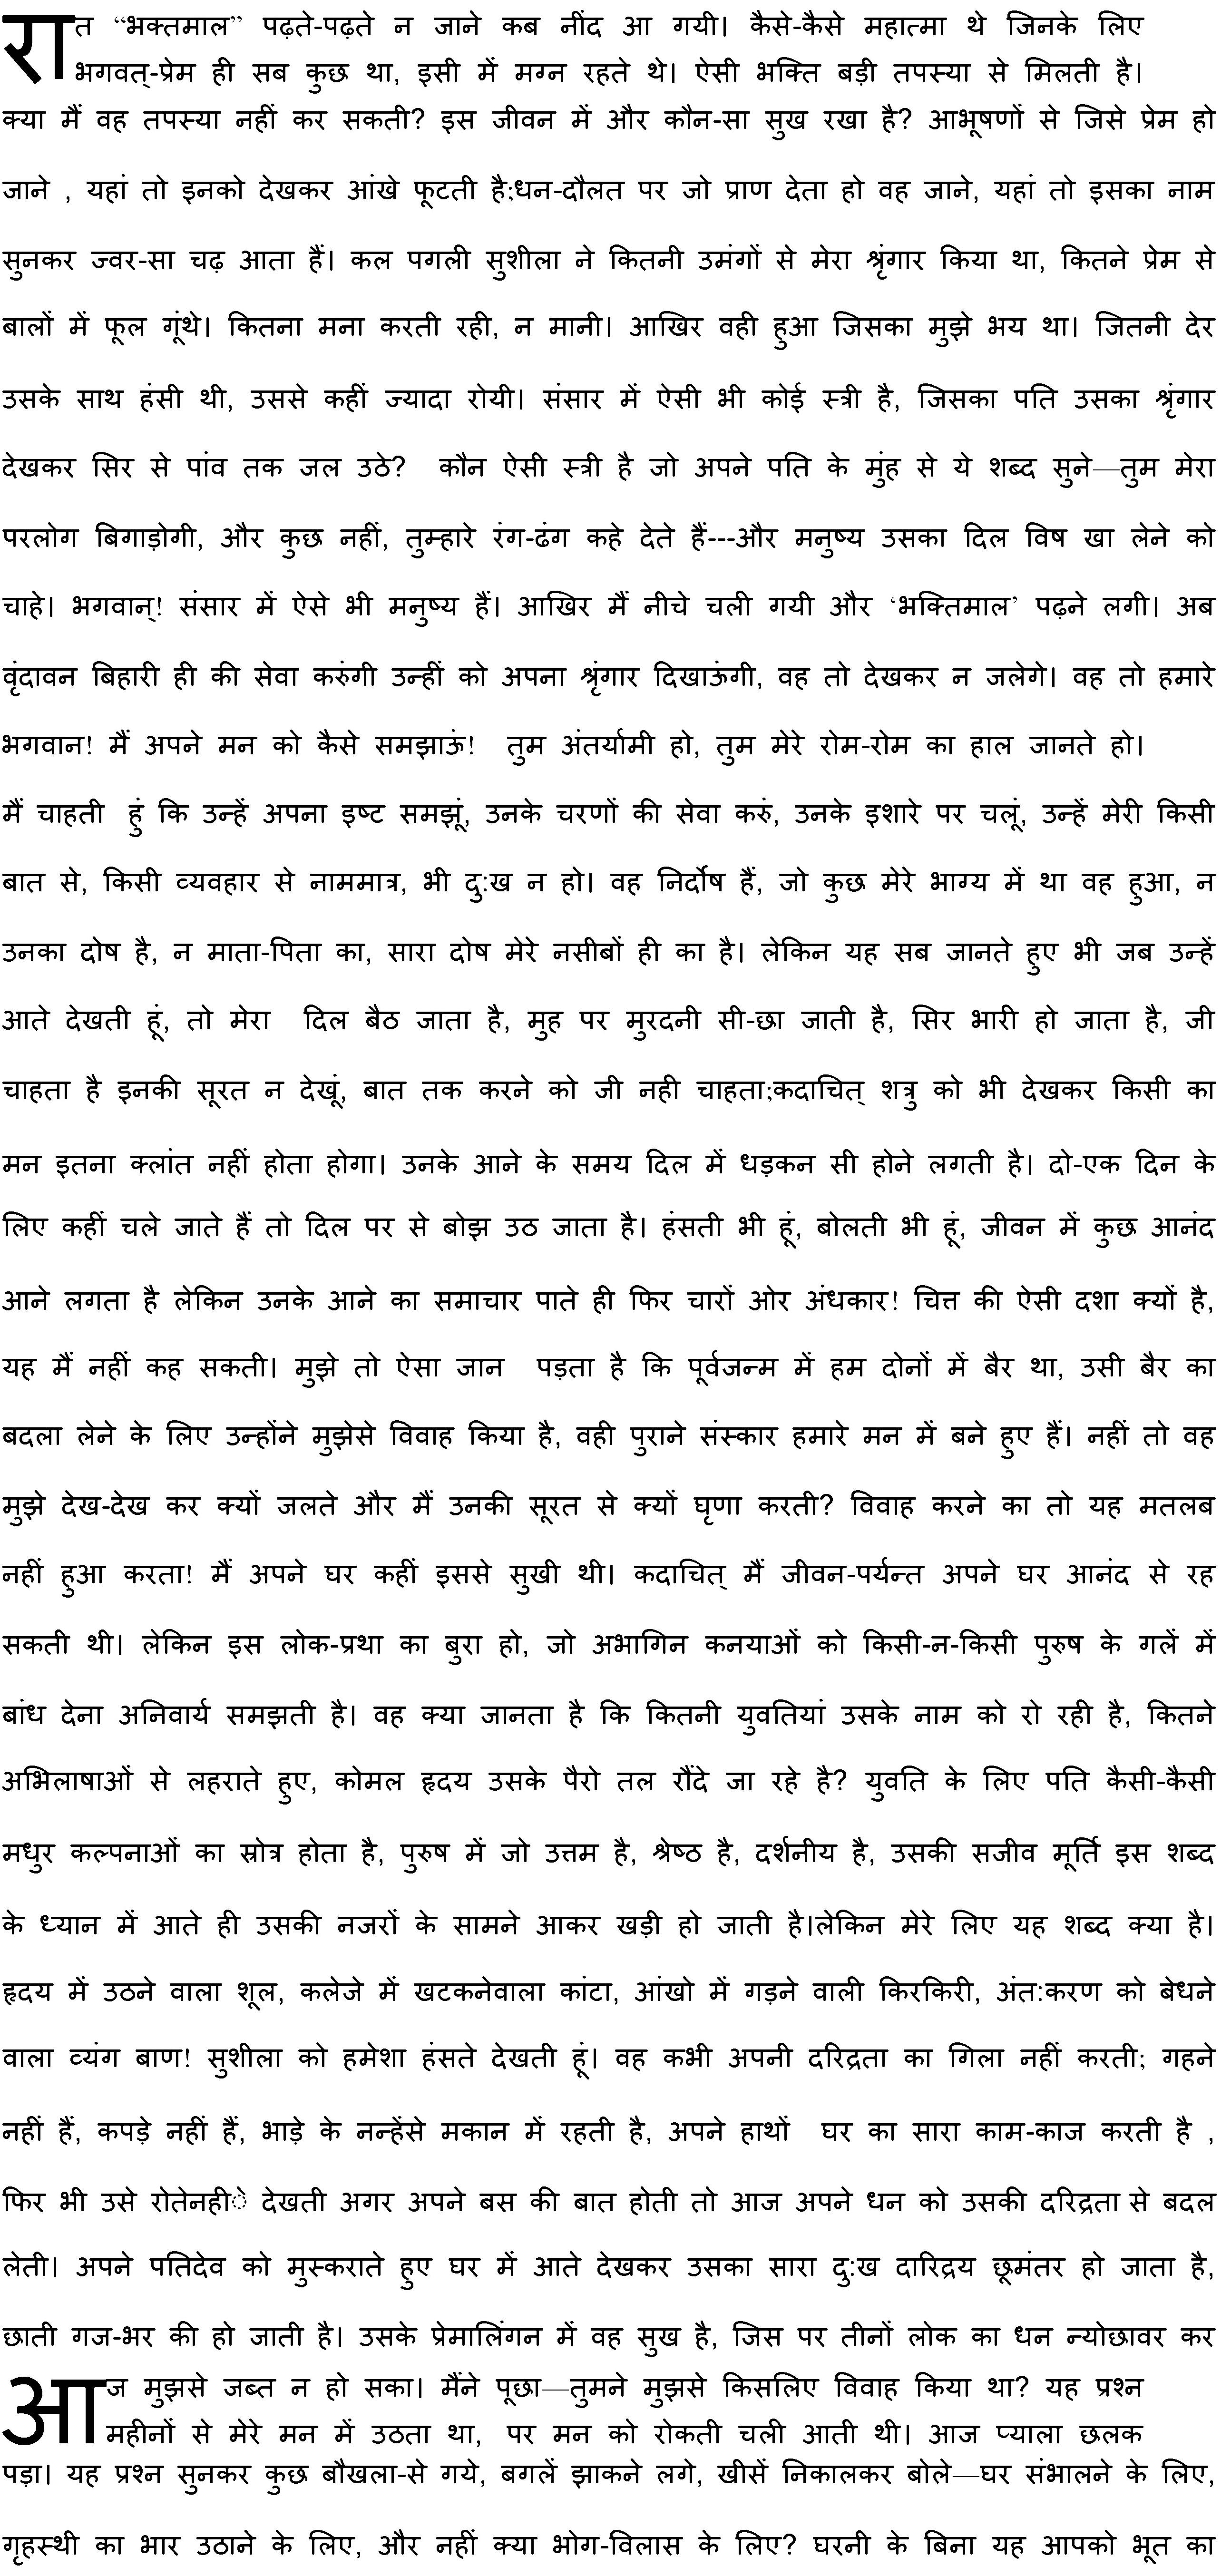 रात “भक्तमाल” पढ़ते-पढ़ते न जाने कब नींद आ गयी। कैसे-कैसे महात्मा थे जिनके लिए
भगवत्-प्रेम ही सब कुछ था, इसी में मग्न रहते थे। ऐसी भक्ति बड़ी तपस्या से मिलती है।
क्या मैं वह तपस्या नहीं कर सकती? इस जीवन में और कौन-सा सुख रखा है? आभूषणों से जिसे प्रेम हो
जाने , यहां तो इनको देखकर आंखे फूटती है;धन-दौलत पर जो प्राण देता हो वह जाने, यहां तो इसका नाम
सुनकर ज्वर-सा चढ़ आता हैं। कल पगली सुशीला ने कितनी उमंगों से मेरा श्रृंगार किया था, कितने प्रेम से
बालों में फूल गूंथे। कितना मना करती रही, न मानी। आखिर वही हुआ जिसका मुझे भय था। जितनी देर
उसके साथ हंसी थी, उससे कहीं ज्यादा रोयी। संसार में ऐसी भी कोई स्त्री है, जिसका पति उसका श्रृंगार
देखकर सिर से पांव तक जल उठे? कौन ऐसी स्त्री है जो अपने पति के मुंह से ये शब्द सुने—तुम मेरा
परलोग बिगाड़ोगी, और कुछ नहीं, तुम्हारे रंग-ढंग कहे देते हैं---और मनुष्य उसका दिल विष खा लेने को
चाहे। भगवान्! संसार में ऐसे भी मनुष्य हैं। आखिर मैं नीचे चली गयी और ‘भक्तिमाल’ पढ़ने लगी। अब
वृंदावन बिहारी ही की सेवा करुंगी उन्हीं को अपना श्रृंगार दिखाऊंगी, वह तो देखकर न जलेगे। वह तो हमारे
भगवान! मैं अपने मन को कैसे समझाऊं! तुम अंतर्यामी हो, तुम मेरे रोम-रोम का हाल जानते हो।
मैं चाहती हुं कि उन्हें अपना इष्ट समझूं, उनके चरणों की सेवा करुं, उनके इशारे पर चलूं, उन्हें मेरी किसी
बात से, किसी व्यवहार से नाममात्र, भी दु:ख न हो। वह निर्दोष हैं, जो कुछ मेरे भाग्य में था वह हुआ, न
उनका दोष है, न माता-पिता का, सारा दोष मेरे नसीबों ही का है। लेकिन यह सब जानते हुए भी जब उन्हें
आते देखती हूं, तो मेरा दिल बैठ जाता है, मुह पर मुरदनी सी-छा जाती है, सिर भारी हो जाता है, जी
चाहता है इनकी सूरत न देखूं, बात तक करने को जी नही चाहता;कदाचित् शत्रु को भी देखकर किसी का
मन इतना क्लांत नहीं होता होगा। उनके आने के समय दिल में धड़कन सी होने लगती है। दो-एक दिन के
लिए कहीं चले जाते हैं तो दिल पर से बोझ उठ जाता है। हंसती भी हूं, बोलती भी हूं, जीवन में कुछ आनंद
आने लगता है लेकिन उनके आने का समाचार पाते ही फिर चारों ओर अंधकार! चित्त की ऐसी दशा क्यों है,
यह मैं नहीं कह सकती। मुझे तो ऐसा जान पड़ता है कि पूर्वजन्म में हम दोनों में बैर था, उसी बैर का
बदला लेने के लिए उन्होंने मुझेसे विवाह किया है, वही पुराने संस्कार हमारे मन में बने हुए हैं। नहीं तो वह
मुझे देख-देख कर क्यों जलते और मैं उनकी सूरत से क्यों घृणा करती? विवाह करने का तो यह मतलब
नहीं हुआ करता! मैं अपने घर कहीं इससे सुखी थी। कदाचित् मैं जीवन-पर्यन्त अपने घर आनंद से रह
सकती थी। लेकिन इस लोक-प्रथा का बुरा हो, जो अभागिन कनयाओं को किसी-न-किसी पुरुष के गलें में
बांध देना अनिवार्य समझती है। वह क्या जानता है कि कितनी युवतियां उसके नाम को रो रही है, कितने
अभिलाषाओं से लहराते हुए, कोमल हृदय उसके पैरो तल रौंदे जा रहे है? युवति के लिए पति कैसी-कैसी
मधुर कल्पनाओं का स्रोत्र होता है, पुरुष में जो उत्तम है, श्रेष्ठ है, दर्शनीय है, उसकी सजीव मूर्ति इस शब्द
के ध्यान में आते ही उसकी नजरों के सामने आकर खड़ी हो जाती है।लेकिन मेरे लिए यह शब्द क्या है।
हृदय में उठने वाला शूल, कलेजे में खटकनेवाला कांटा, आंखो में गड़ने वाली किरकिरी, अंत:करण को बेधने
वाला व्यंग बाण! सुशीला को हमेशा हंसते देखती हूं। वह कभी अपनी दरिद्रता का गिला नहीं करती; गहने
नहीं हैं, कपड़े नहीं हैं, भाड़े के नन्हेंसे मकान में रहती है, अपने हाथों घर का सारा काम-काज करती है ,
फिर भी उसे रोतेनहीे देखती अगर अपने बस की बात होती तो आज अपने धन को उसकी दरिद्रता से बदल
लेती। अपने पतिदेव को मुस्कराते हुए घर में आते देखकर उसका सारा दु:ख दारिद्रय छूमंतर हो जाता है,
छाती गज-भर की हो जाती है। उसके प्रेमालिंगन में वह सुख है, जिस पर तीनों लोक का धन न्योछावर कर
आज मुझसे जब्त न हो सका। मैंने पूछा—तुमने मुझसे किसलिए विवाह किया था? यह प्रश्न
महीनों से मेरे मन में उठता था, पर मन को रोकती चली आती थी। आज प्याला छलक
पड़ा। यह प्रश्न सुनकर कुछ बौखला-से गये, बगलें झाकने लगे, खीसें निकालकर बोले—घर संभालने के लिए,
गृहस्थी का भार उठाने के लिए, और नहीं क्या भोग-विलास के लिए? घरनी के बिना यह आपको भूत का